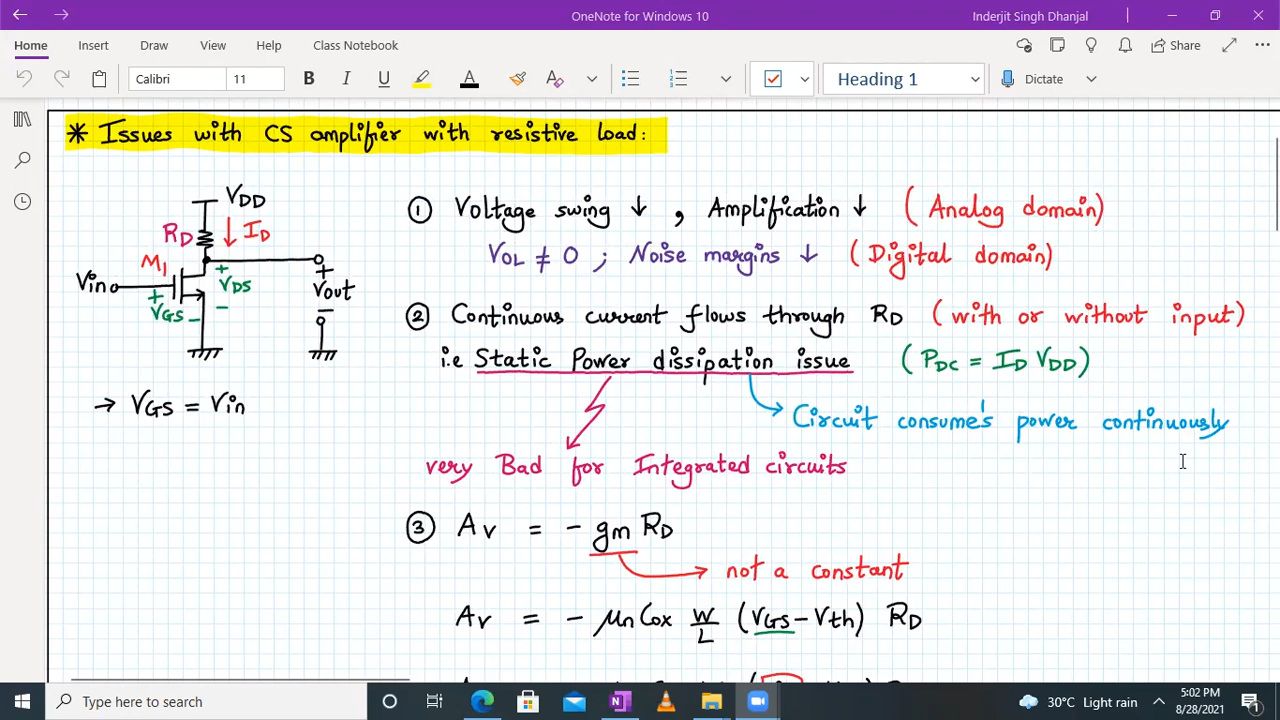 OneNote for Windows 10
Inderjit Singh Dhanjal
Home Insert Draw View Help Class Notebook Share
Calibri 11 B I U A Heading 1 Dictate
* Issues with CS amplifier with resistive load:
VDD
RD ID
M1
Vin
+ VGS -
+ VDS -
+ Vout -
→ VGS = Vin
① Voltage swing ↓ , Amplification ↓ (Analog domain)
VOL ≠ 0 ; Noise margins ↓ (Digital domain)
② Continuous current flows through RD (with or without input)
i.e Static Power dissipation issue (PDC = ID VDD)
Circuit consume's power continuously
very Bad for Integrated circuits
③ Av = - gm RD
not a constant
Av = - μnCox W/L (VGS - Vth) RD
Type here to search
30°C Light rain
5:02 PM
8/28/2021
1